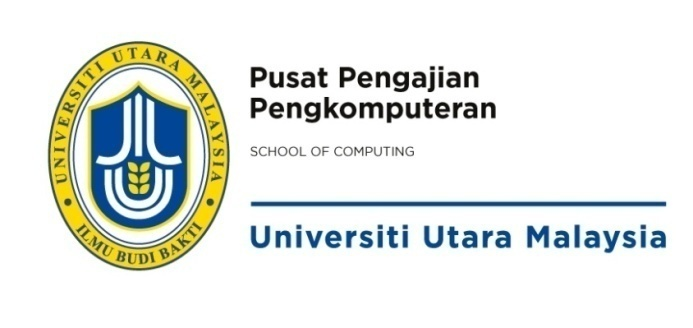 UNIVERSITI UTARA MALAYSIA
ILMU BUDI BAKTI
Pusat Pengajian
Pengkomputeran
SCHOOL OF COMPUTING
Universiti Utara Malaysia